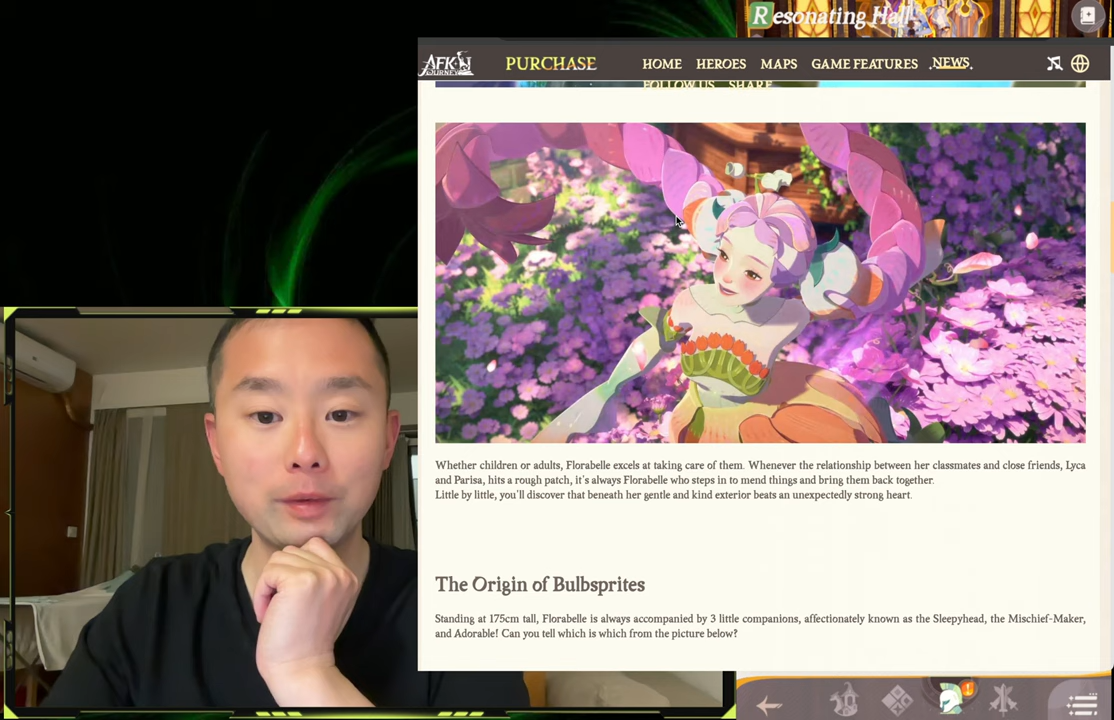 Resonating Hall
AFK JOURNEY
PURCHASE
HOME HEROES MAPS GAME FEATURES NEWS
FOLLOW US SHARE
Whether children or adults, Florabelle excels at taking care of them. Whenever the relationship between her classmates and close friends, Lyca
and Parisa, hits a rough patch, it's always Florabelle who steps in to mend things and bring them back together.
Little by little, you'll discover that beneath her gentle and kind exterior beats an unexpectedly strong heart.
The Origin of Bulbsprites
Standing at 175cm tall, Florabelle is always accompanied by 3 little companions, affectionately known as the Sleepyhead, the Mischief-Maker,
and Adorable! Can you tell which is which from the picture below?